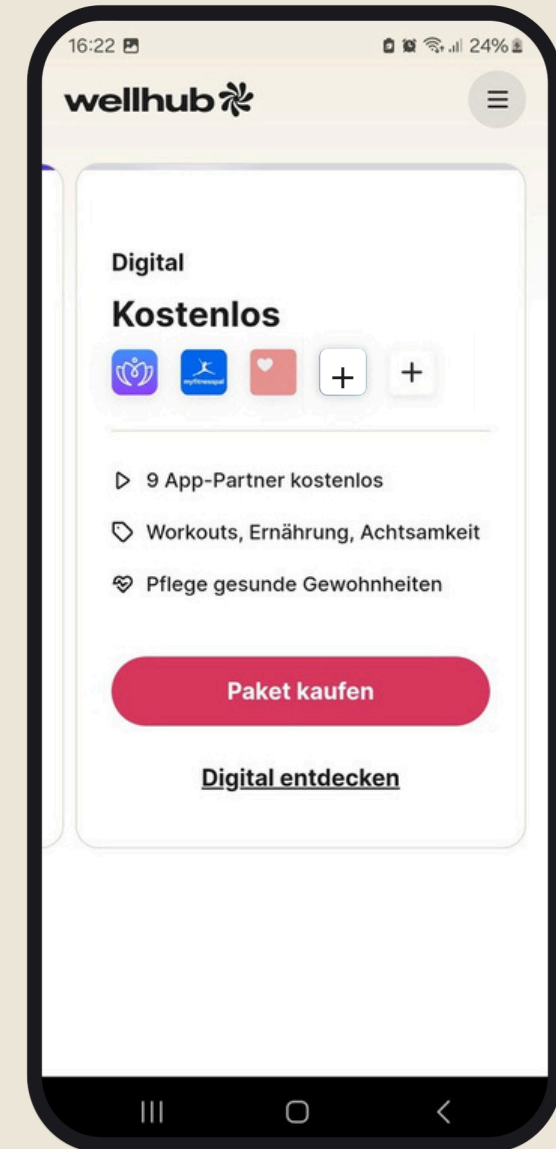 16:22
24%
wellhub
Digital
Kostenlos
myfitnesspal
9 App-Partner kostenlos
Workouts, Ernährung, Achtsamkeit
Pflege gesunde Gewohnheiten
Paket kaufen
Digital entdecken